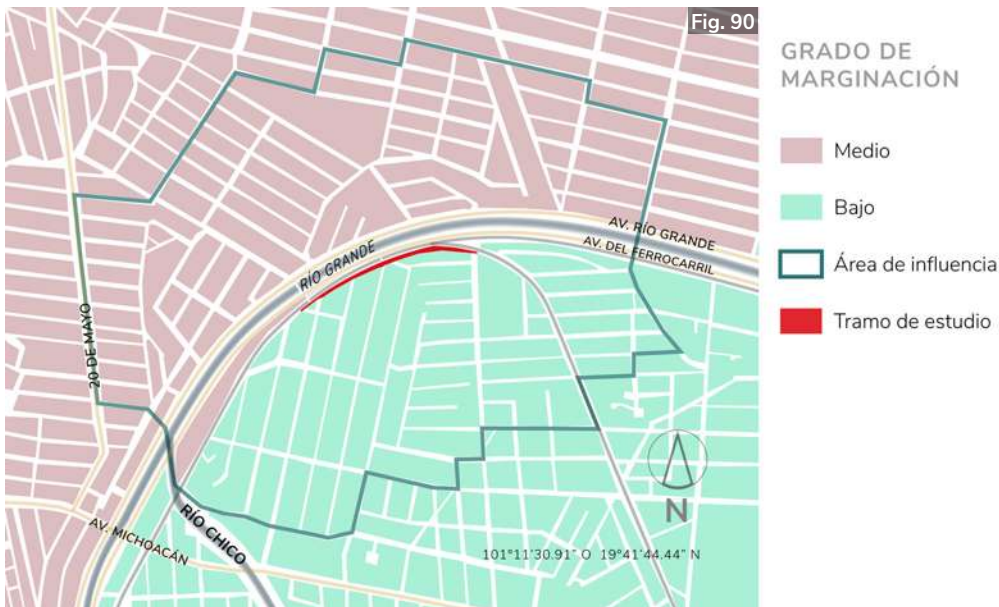 Fig. 90
GRADO DE
MARGINACIÓN
Medio
Bajo
Área de influencia
Tramo de estudio
AV. RÍO GRANDE
AV. DEL FERROCARRIL
RÍO GRANDE
20 DE MAYO
RÍO CHICO
AV. MICHOACÁN
N
101°11'30.91" O 19°41'44.44" N